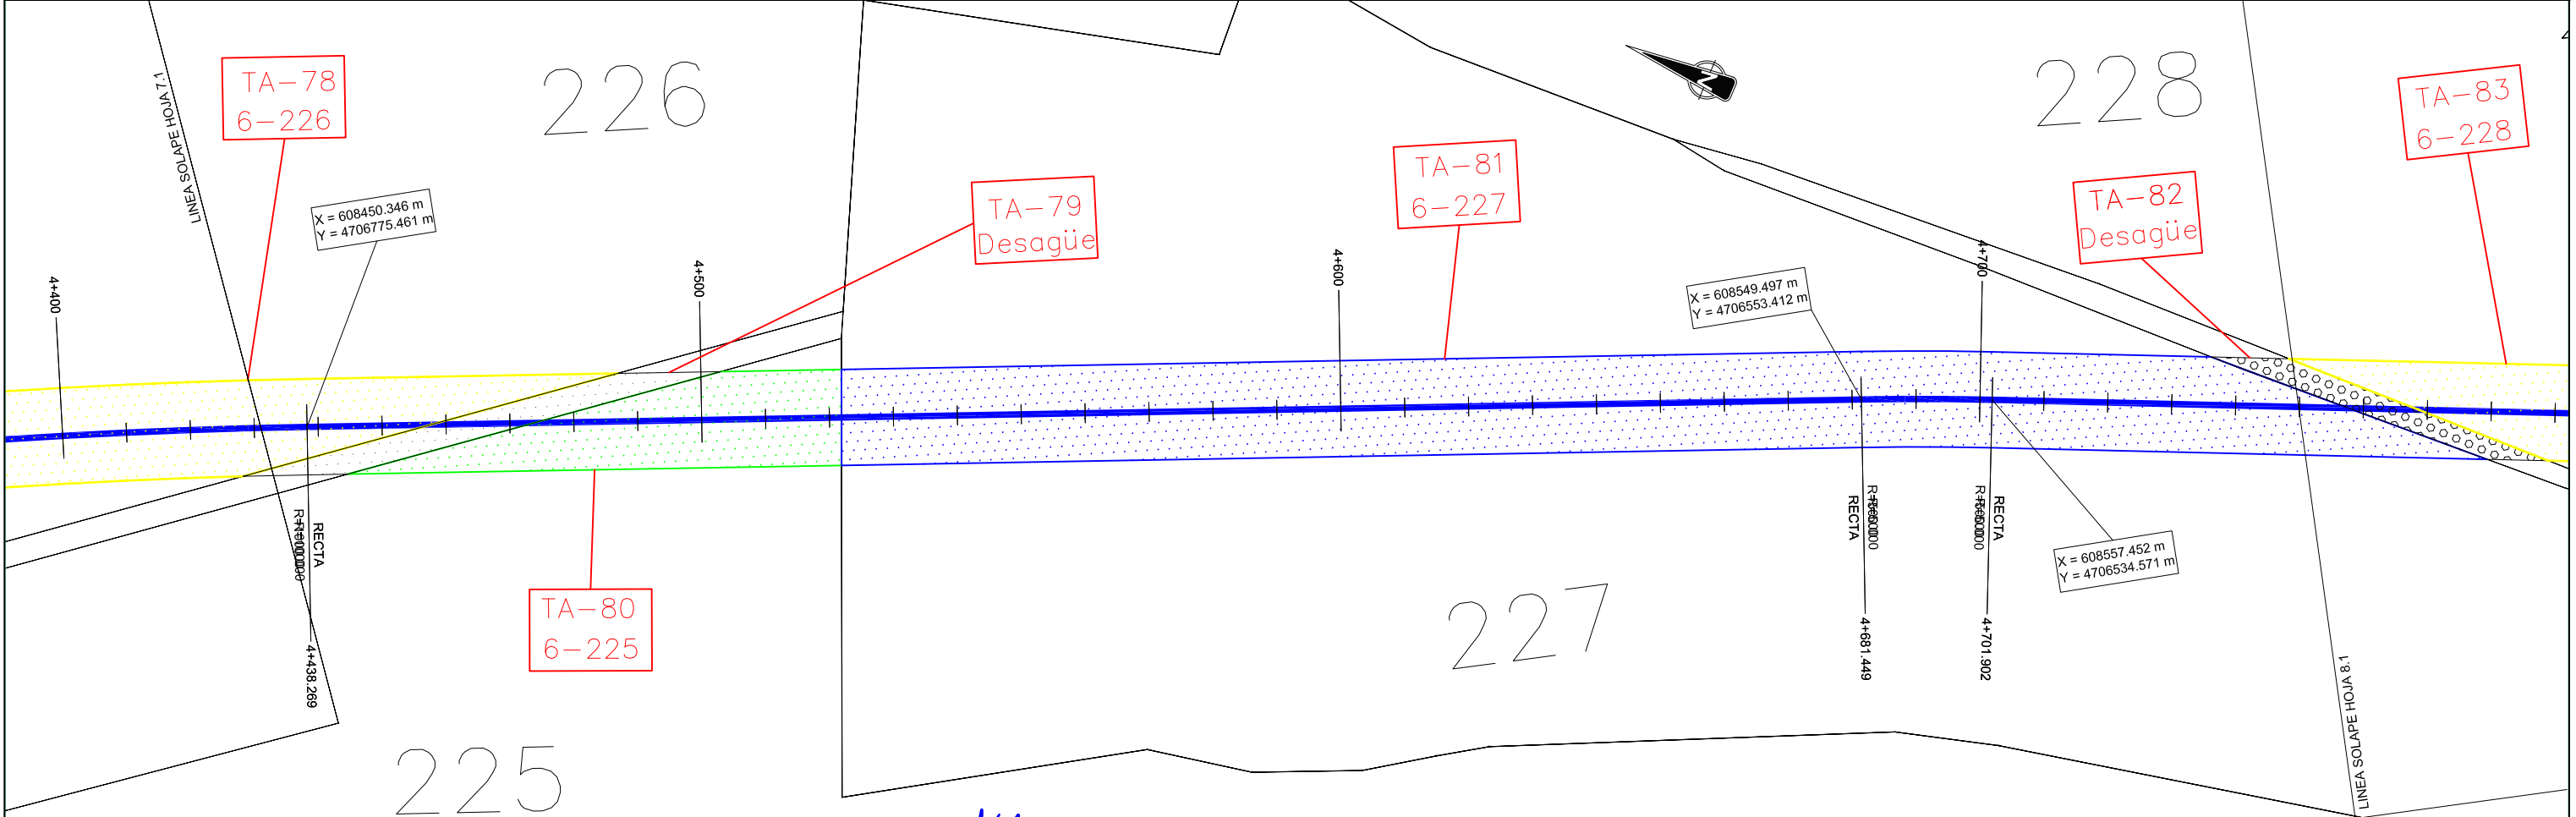 LINEA SOLAPE HOJA 7.1
TA-78
6-226
226
X = 608450.346 m
Y = 4706775.461 m
4+400
4+500
TA-79
Desagüe
4+600
TA-81
6-227
N
228
TA-83
6-228
TA-82
Desagüe
4+700
X = 608549.497 m
Y = 4706553.412 m
RECTA
4+438.269
TA-80
6-225
225
227
RECTA
4+681.449
RECTA
4+701.902
X = 608557.452 m
Y = 4706534.571 m
LINEA SOLAPE HOJA 8.1